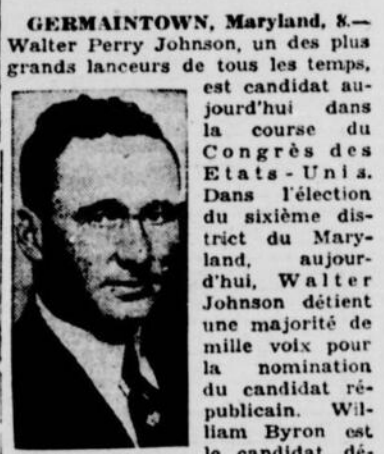 GERMAINTOWN, Maryland, 8.—
Walter Perry Johnson, un des plus
grands lanceurs de tous les temps,
est candidat au-
jourd'hui dans
la course du
Congrès des
Etats-Unis.
Dans l'élection
du sixième dis-
trict du Mary-
land, aujour-
d'hui, Walter
Johnson détient
une majorité de
mille voix pour
la nomination
du candidat ré-
publicain. Wil-
liam Byron est
le candidat dé-